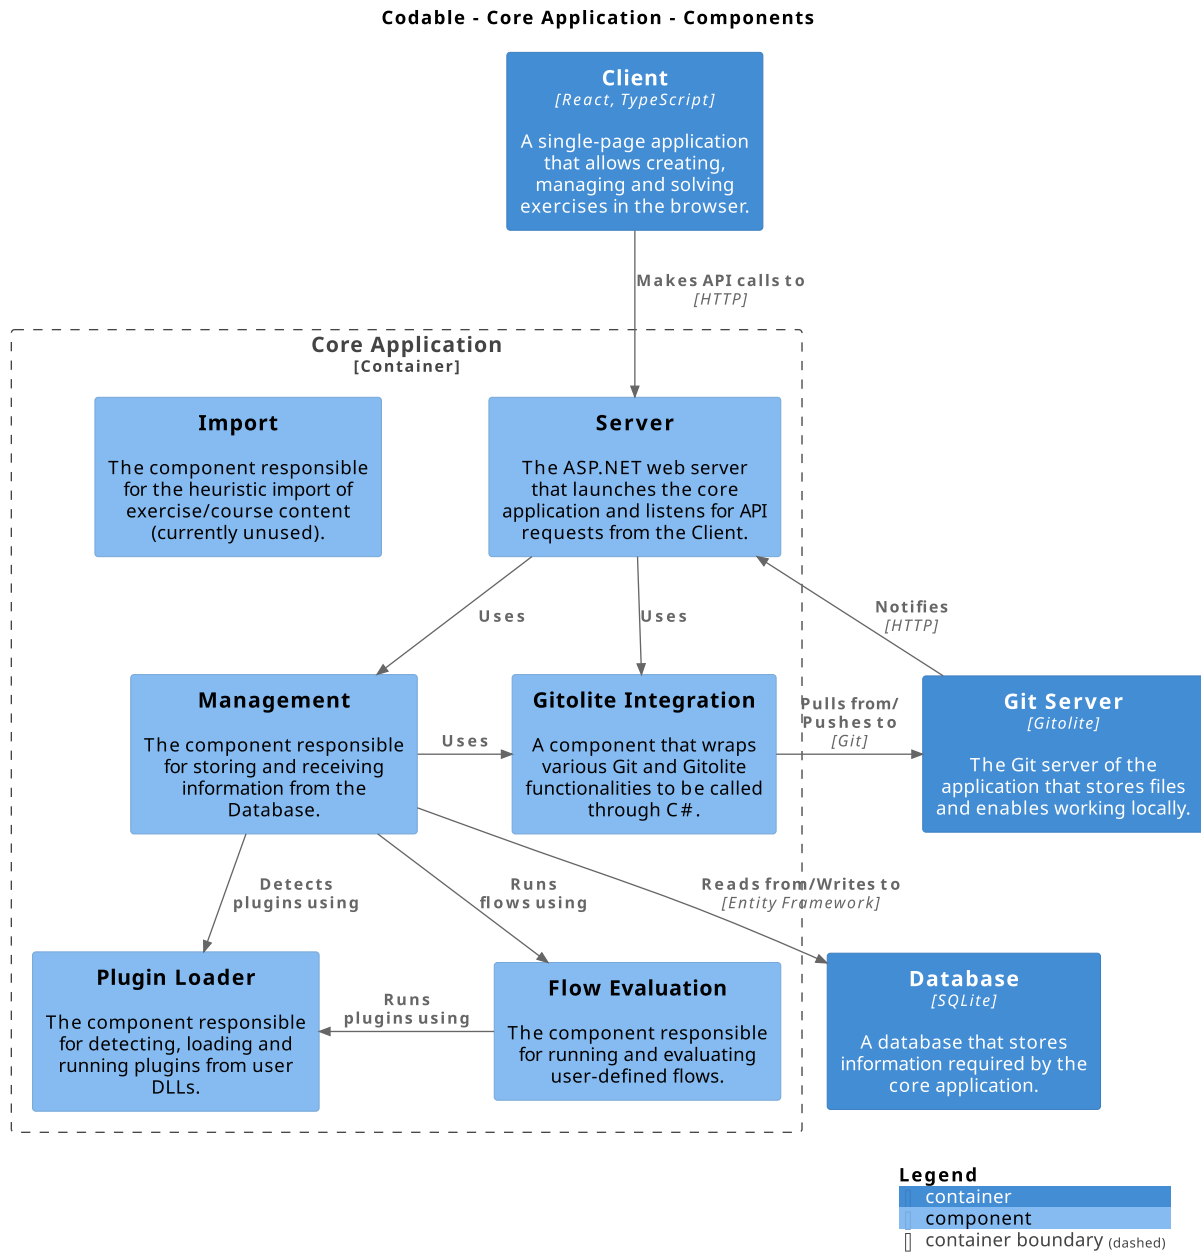 Codable - Core Application - Components
Client
[React, TypeScript]
A single-page application
that allows creating,
managing and solving
exercises in the browser.
Makes API calls to
[HTTP]
Core Application
[Container]
Import
The component responsible
for the heuristic import of
exercise/course content
(currently unused).
Server
The ASP.NET web server
that launches the core
application and listens for API
requests from the Client.
Uses
Uses
Notifies
[HTTP]
Management
The component responsible
for storing and receiving
information from the
Database.
Uses
Gitolite Integration
A component that wraps
various Git and Gitolite
functionalities to be called
through C#.
Pulls from/
Pushes to
[Git]
Git Server
[Gitolite]
The Git server of the
application that stores files
and enables working locally.
Detects
plugins using
Runs
flows using
Reads from/Writes to
[Entity Framework]
Plugin Loader
The component responsible
for detecting, loading and
running plugins from user
DLLs.
Runs
plugins using
Flow Evaluation
The component responsible
for running and evaluating
user-defined flows.
Database
[SQLite]
A database that stores
information required by the
core application.
Legend
container
component
container boundary (dashed)